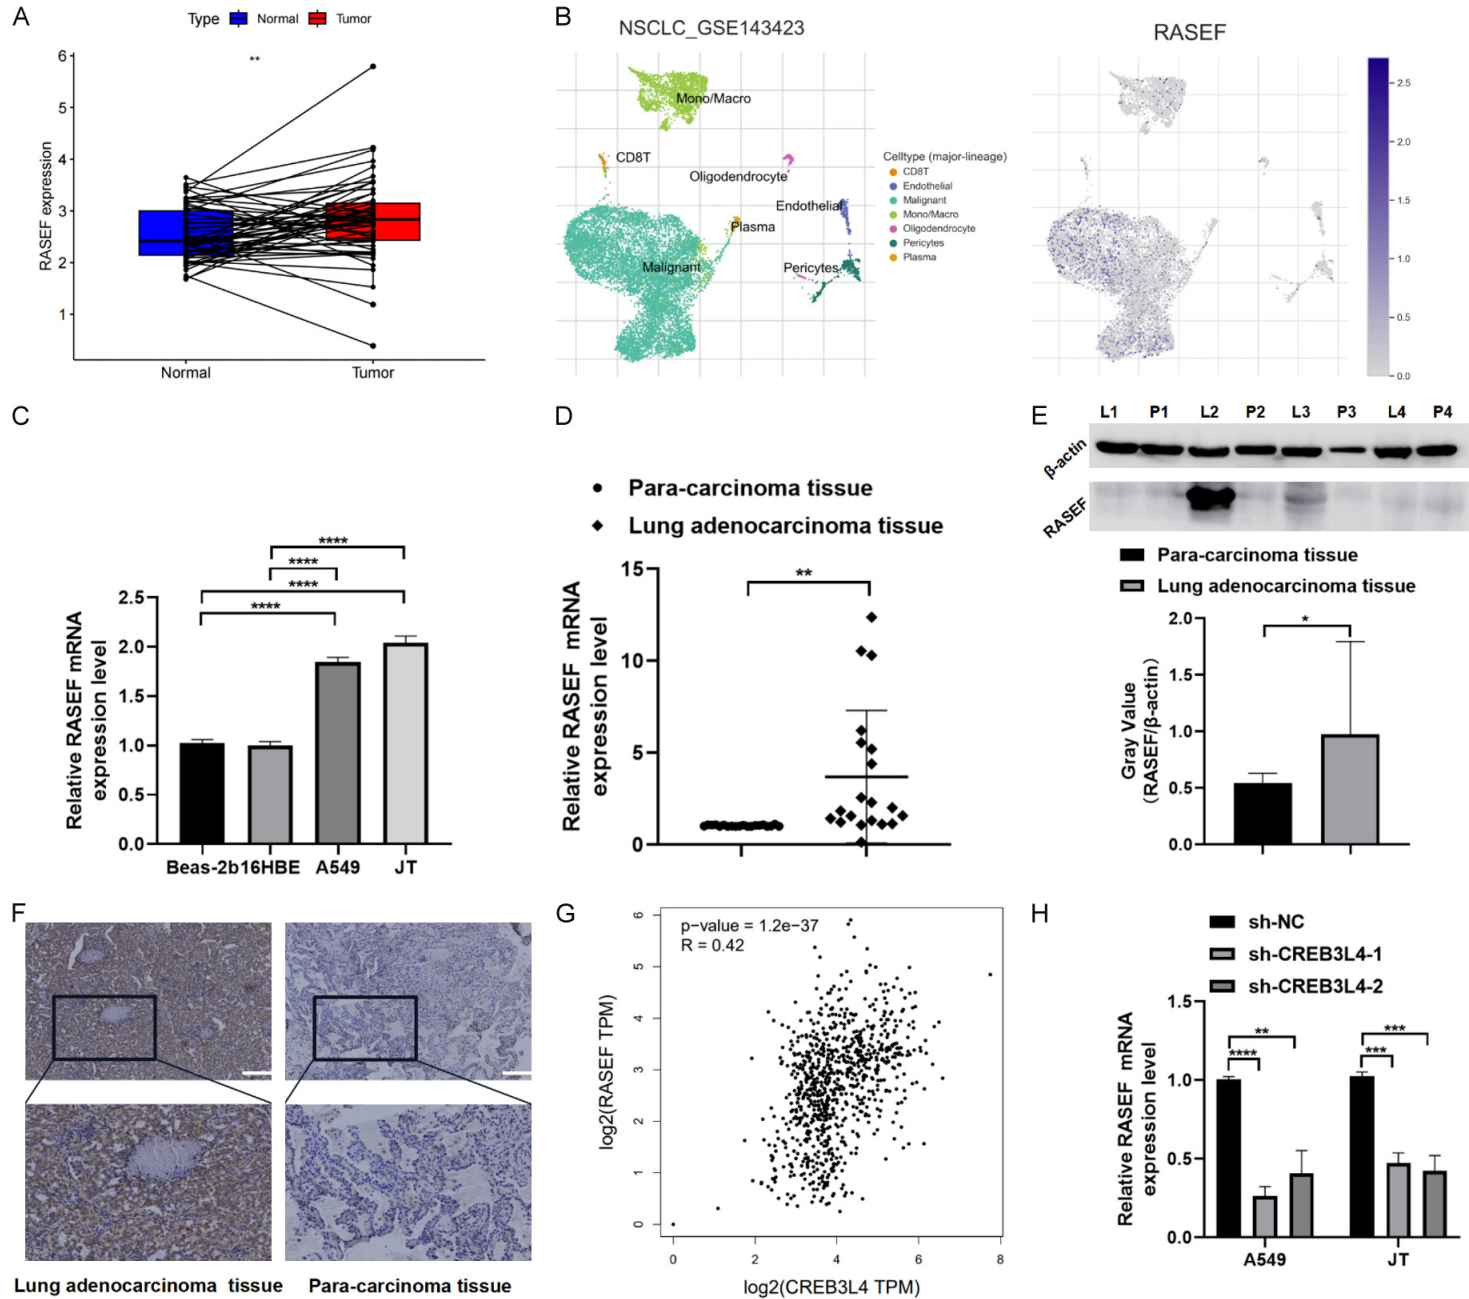 A
Type Normal Tumor
**
RASEF expression
6
5
4
3
2
1
Normal Tumor
B
NSCLC_GSE143423
Mono/Macro
CD8T
Oligodendrocyte
Endothelial
Plasma
Malignant
Pericytes
Celltype (major-lineage)
CD8T
Endothelial
Malignant
Mono/Macro
Oligodendrocyte
Pericytes
Plasma
RASEF
2.5
2.0
1.5
1.0
0.5
0.0
C
****
****
****
****
Relative RASEF mRNA
expression level
2.5
2.0
1.5
1.0
0.5
0.0
Beas-2b 16HBE A549 JT
D
Para-carcinoma tissue
Lung adenocarcinoma tissue
**
Relative RASEF mRNA
expression level
15
10
5
0
E
L1 P1 L2 P2 L3 P3 L4 P4
β-actin
RASEF
Para-carcinoma tissue
Lung adenocarcinoma tissue
*
Gray Value
(RASEF/β-actin)
2.0
1.5
1.0
0.5
0.0
F
Lung adenocarcinoma tissue Para-carcinoma tissue
G
p-value = 1.2e-37
R = 0.42
log2(RASEF TPM)
6
5
4
3
2
1
0
0 2 4 6 8
log2(CREB3L4 TPM)
H
sh-NC
sh-CREB3L4-1
sh-CREB3L4-2
** ***
**** ***
Relative RASEF mRNA
expression level
1.5
1.0
0.5
0.0
A549 JT